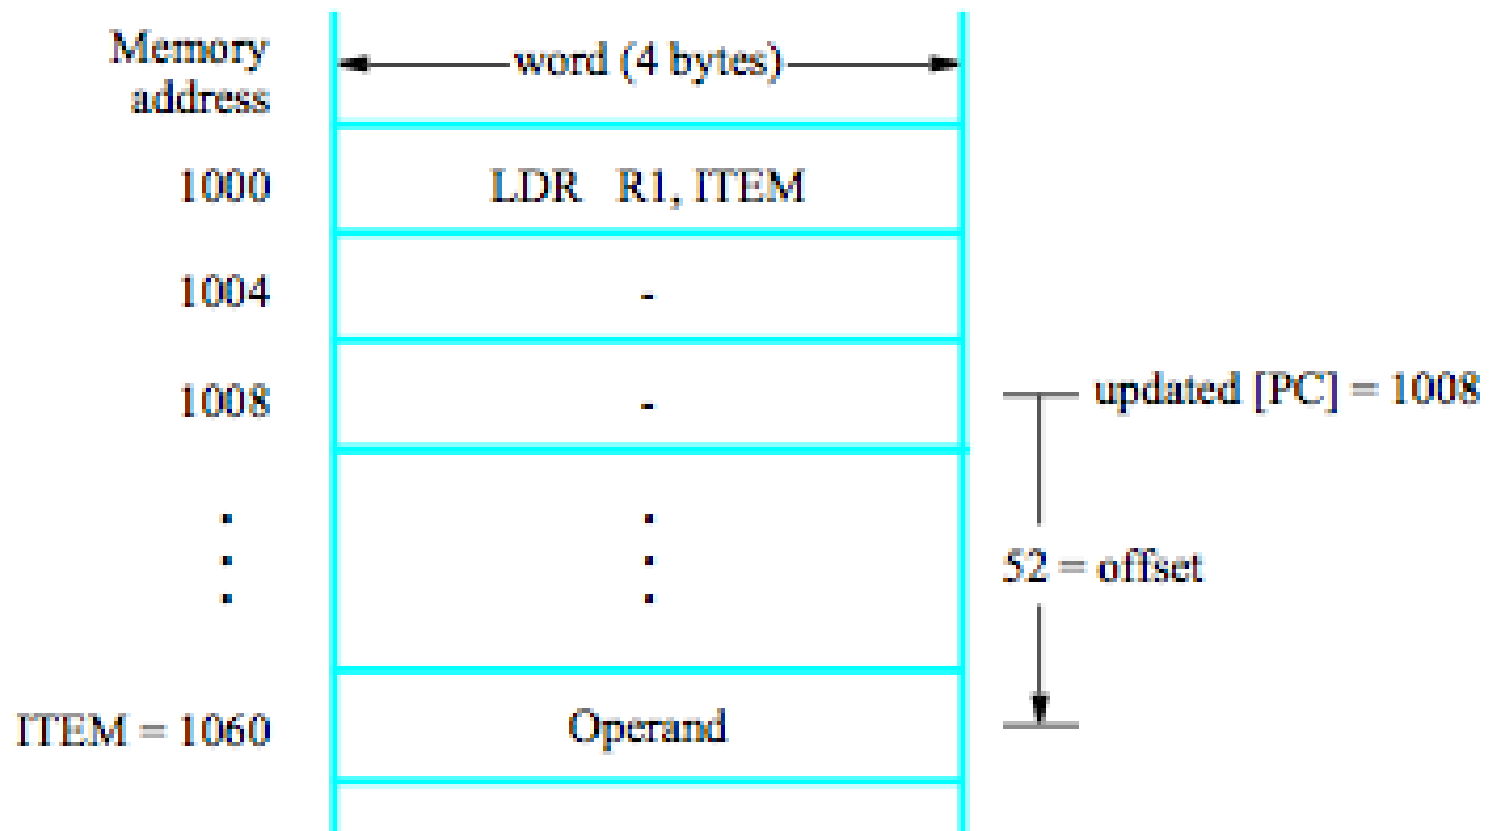 Memory
address
word (4 bytes)
1000
LDR R1, ITEM
1004
-
1008
-
updated [PC] = 1008
52 = offset
ITEM = 1060
Operand